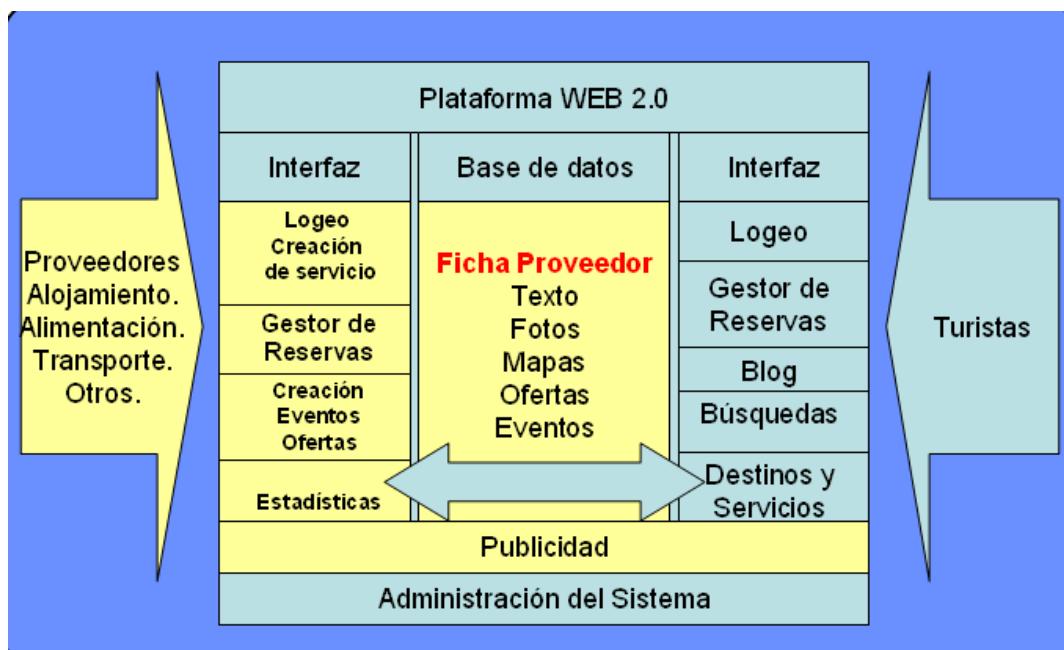 Plataforma WEB 2.0
Proveedores
Alojamiento.
Alimentación.
Transporte.
Otros.
Interfaz
Logeo
Creación
de servicio
Gestor de
Reservas
Creación
Eventos
Ofertas
Estadísticas
Base de datos
Ficha Proveedor
Texto
Fotos
Mapas
Ofertas
Eventos
Interfaz
Logeo
Gestor de
Reservas
Blog
Búsquedas
Destinos y
Servicios
Turistas
Publicidad
Administración del Sistema